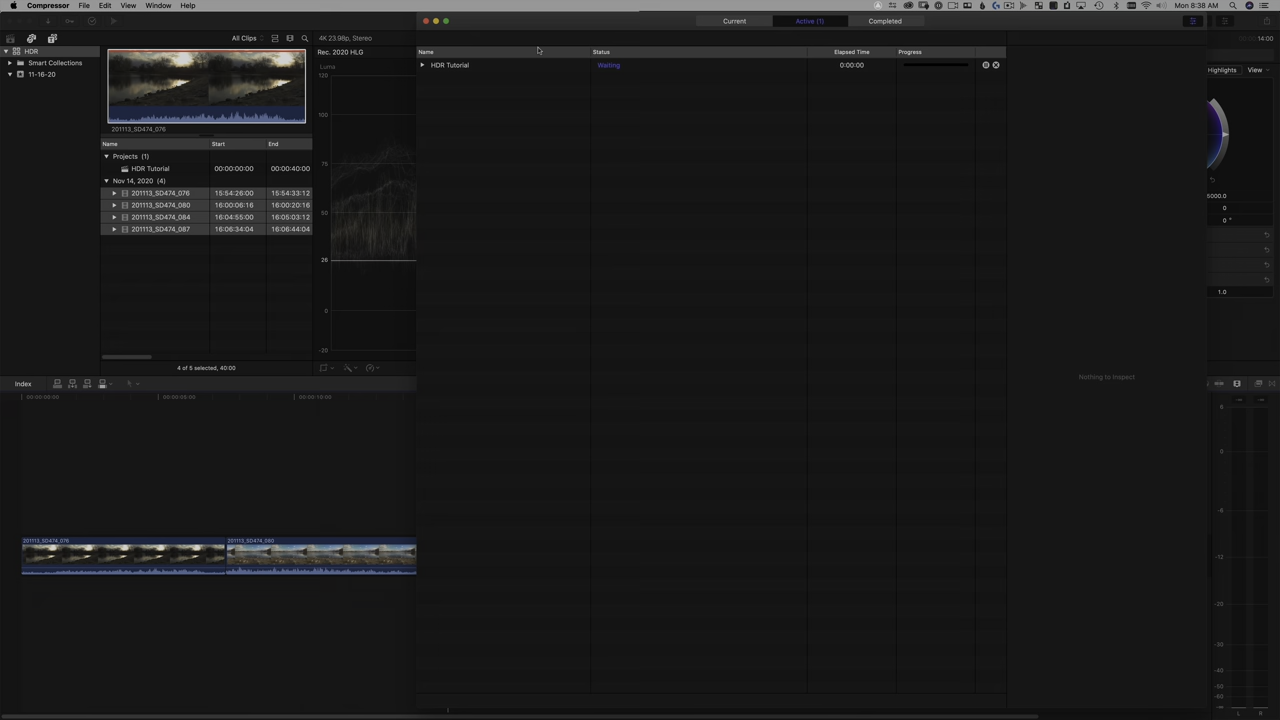 Compressor File Edit View Window Help Mon 8:38 AM
Current Active (1) Completed
HDR All Clips 4K 23.98p, Stereo 14:00
Smart Collections Rec. 2020 HLG Name Status Elapsed Time Progress
11-16-20 Luma HDR Tutorial Waiting 0:00:00 Highlights View
120
100
201113_SD474_076
Name Start End
Projects (1) 75
HDR Tutorial 00:00:00:00 00:00:40:00
Nov 14, 2020 (4)
201113_SD474_076 15:54:26:00 15:54:33:12 5000.0
201113_SD474_080 16:00:06:16 16:00:20:16 50 0
201113_SD474_084 16:04:55:00 16:05:03:12 0 °
201113_SD474_087 16:06:34:04 16:06:44:04
26
1.0
0
-20
4 of 5 selected, 40:00
Nothing to Inspect
Index
00:00:00:00 00:00:05:00 00:00:10:00
0
0
-6
201113_SD474_076 201113_SD474_080
-12
-20
-30
-40
-50
-60
-∞
L R